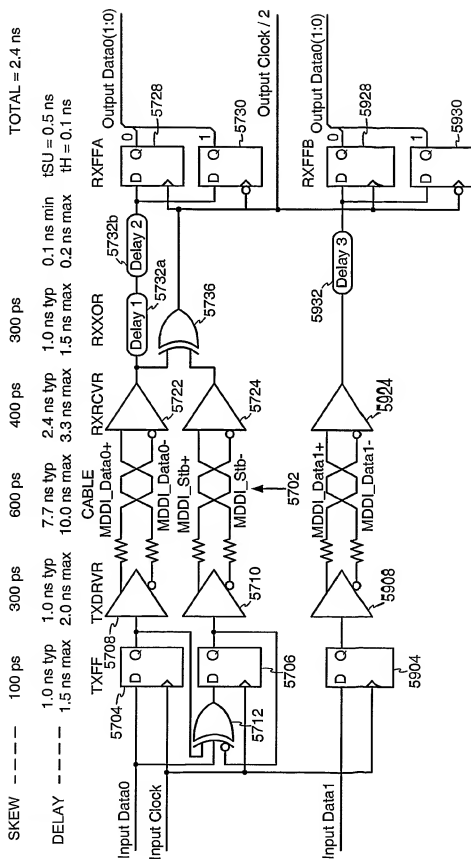 SKEW ---- 100 ps 300 ps 600 ps 400 ps 300 ps TOTAL = 2.4 ns
DELAY ----- 1.0 ns typ 1.0 ns typ 7.7 ns typ 2.4 ns typ 1.0 ns typ 0.1 ns min tSU = 0.5 ns
1.5 ns max 2.0 ns max 10.0 ns max 3.3 ns max 1.5 ns max 0.2 ns max tH = 0.1 ns
TXFF TXDRVR CABLE RXRCVR RXXOR RXFFA
5704 5708 MDDI_Data0+ 5732b
Input Data0 D Q Delay 1 Delay 2 D Q 0 Output Data0(1:0)
MDDI_Data0- 5722 5732a 5728
Input Clock
5712 D Q MDDI_Stb+ D Q 1
5706 5710 MDDI_Stb- 5724 5736 5730
5702
Output Clock / 2
RXFFB
MDDI_Data1+
Input Data1 D Q Delay 3 D Q 0 Output Data0(1:0)
5904 5908 MDDI_Data1- 5924 5932 5928
D Q 1
5930